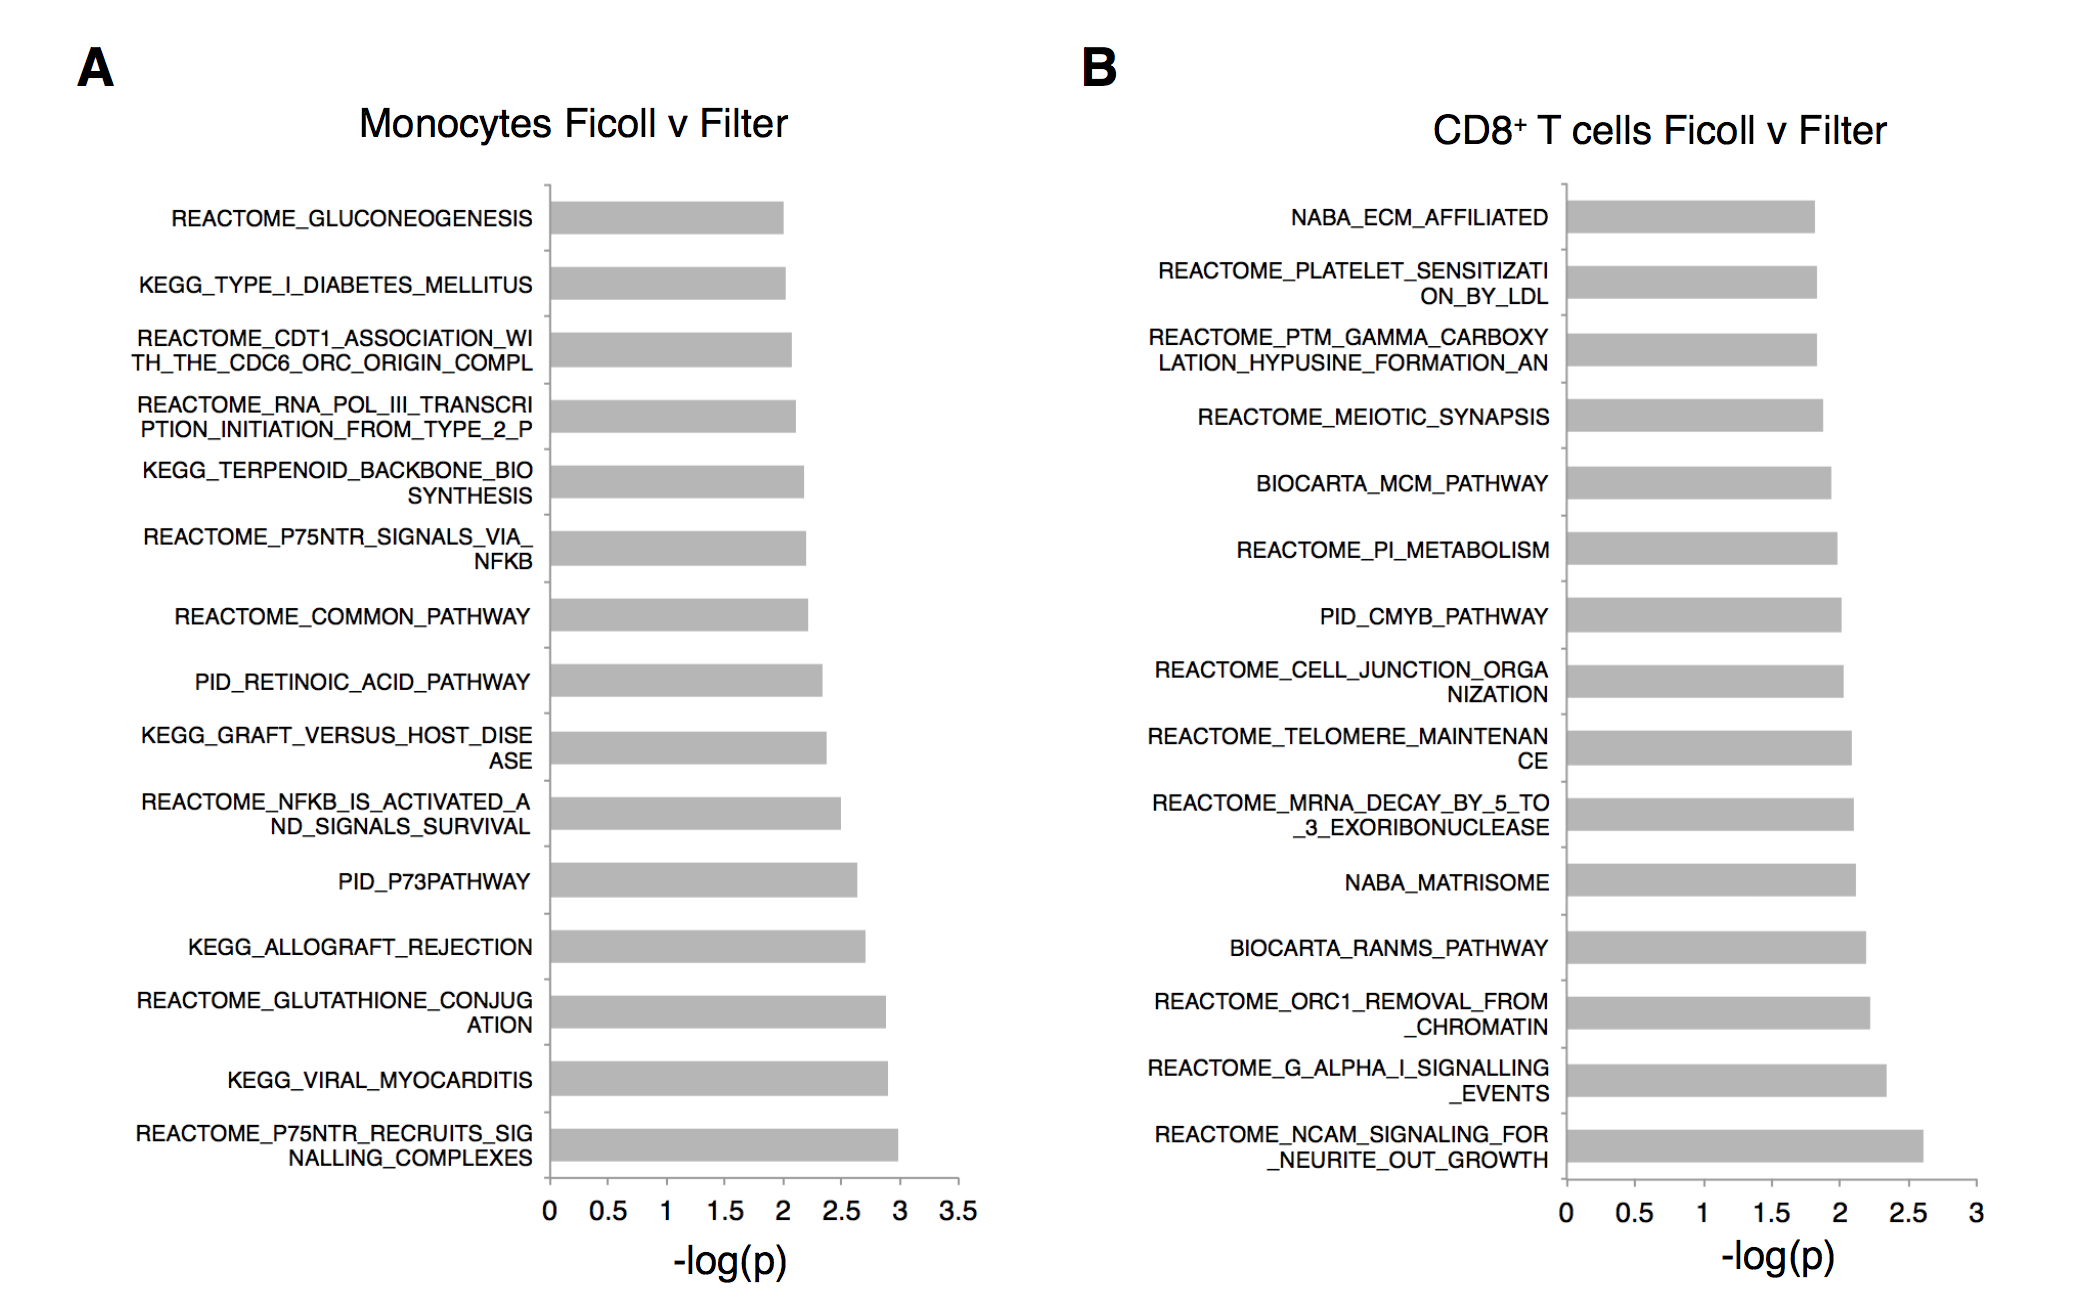 A
Monocytes Ficoll v Filter
REACTOME_GLUCONEOGENESIS
KEGG_TYPE_I_DIABETES_MELLITUS
REACTOME_CDT1_ASSOCIATION_WI
TH_THE_CDC6_ORC_ORIGIN_COMPL
REACTOME_RNA_POL_III_TRANSCRI
PTION_INITIATION_FROM_TYPE_2_P
KEGG_TERPENOID_BACKBONE_BIO
SYNTHESIS
REACTOME_P75NTR_SIGNALS_VIA_
NFKB
REACTOME_COMMON_PATHWAY
PID_RETINOIC_ACID_PATHWAY
KEGG_GRAFT_VERSUS_HOST_DISE
ASE
REACTOME_NFKB_IS_ACTIVATED_A
ND_SIGNALS_SURVIVAL
PID_P73PATHWAY
KEGG_ALLOGRAFT_REJECTION
REACTOME_GLUTATHIONE_CONJUG
ATION
KEGG_VIRAL_MYOCARDITIS
REACTOME_P75NTR_RECRUITS_SIG
NALLING_COMPLEXES
0 0.5 1 1.5 2 2.5 3 3.5
-log(p)
B
CD8⁺ T cells Ficoll v Filter
NABA_ECM_AFFILIATED
REACTOME_PLATELET_SENSITIZATI
ON_BY_LDL
REACTOME_PTM_GAMMA_CARBOXY
LATION_HYPUSINE_FORMATION_AN
REACTOME_MEIOTIC_SYNAPSIS
BIOCARTA_MCM_PATHWAY
REACTOME_PI_METABOLISM
PID_CMYB_PATHWAY
REACTOME_CELL_JUNCTION_ORGA
NIZATION
REACTOME_TELOMERE_MAINTENAN
CE
REACTOME_MRNA_DECAY_BY_5_TO
_3_EXORIBONUCLEASE
NABA_MATRISOME
BIOCARTA_RANMS_PATHWAY
REACTOME_ORC1_REMOVAL_FROM
_CHROMATIN
REACTOME_G_ALPHA_I_SIGNALLING
_EVENTS
REACTOME_NCAM_SIGNALING_FOR
_NEURITE_OUT_GROWTH
0 0.5 1 1.5 2 2.5 3
-log(p)